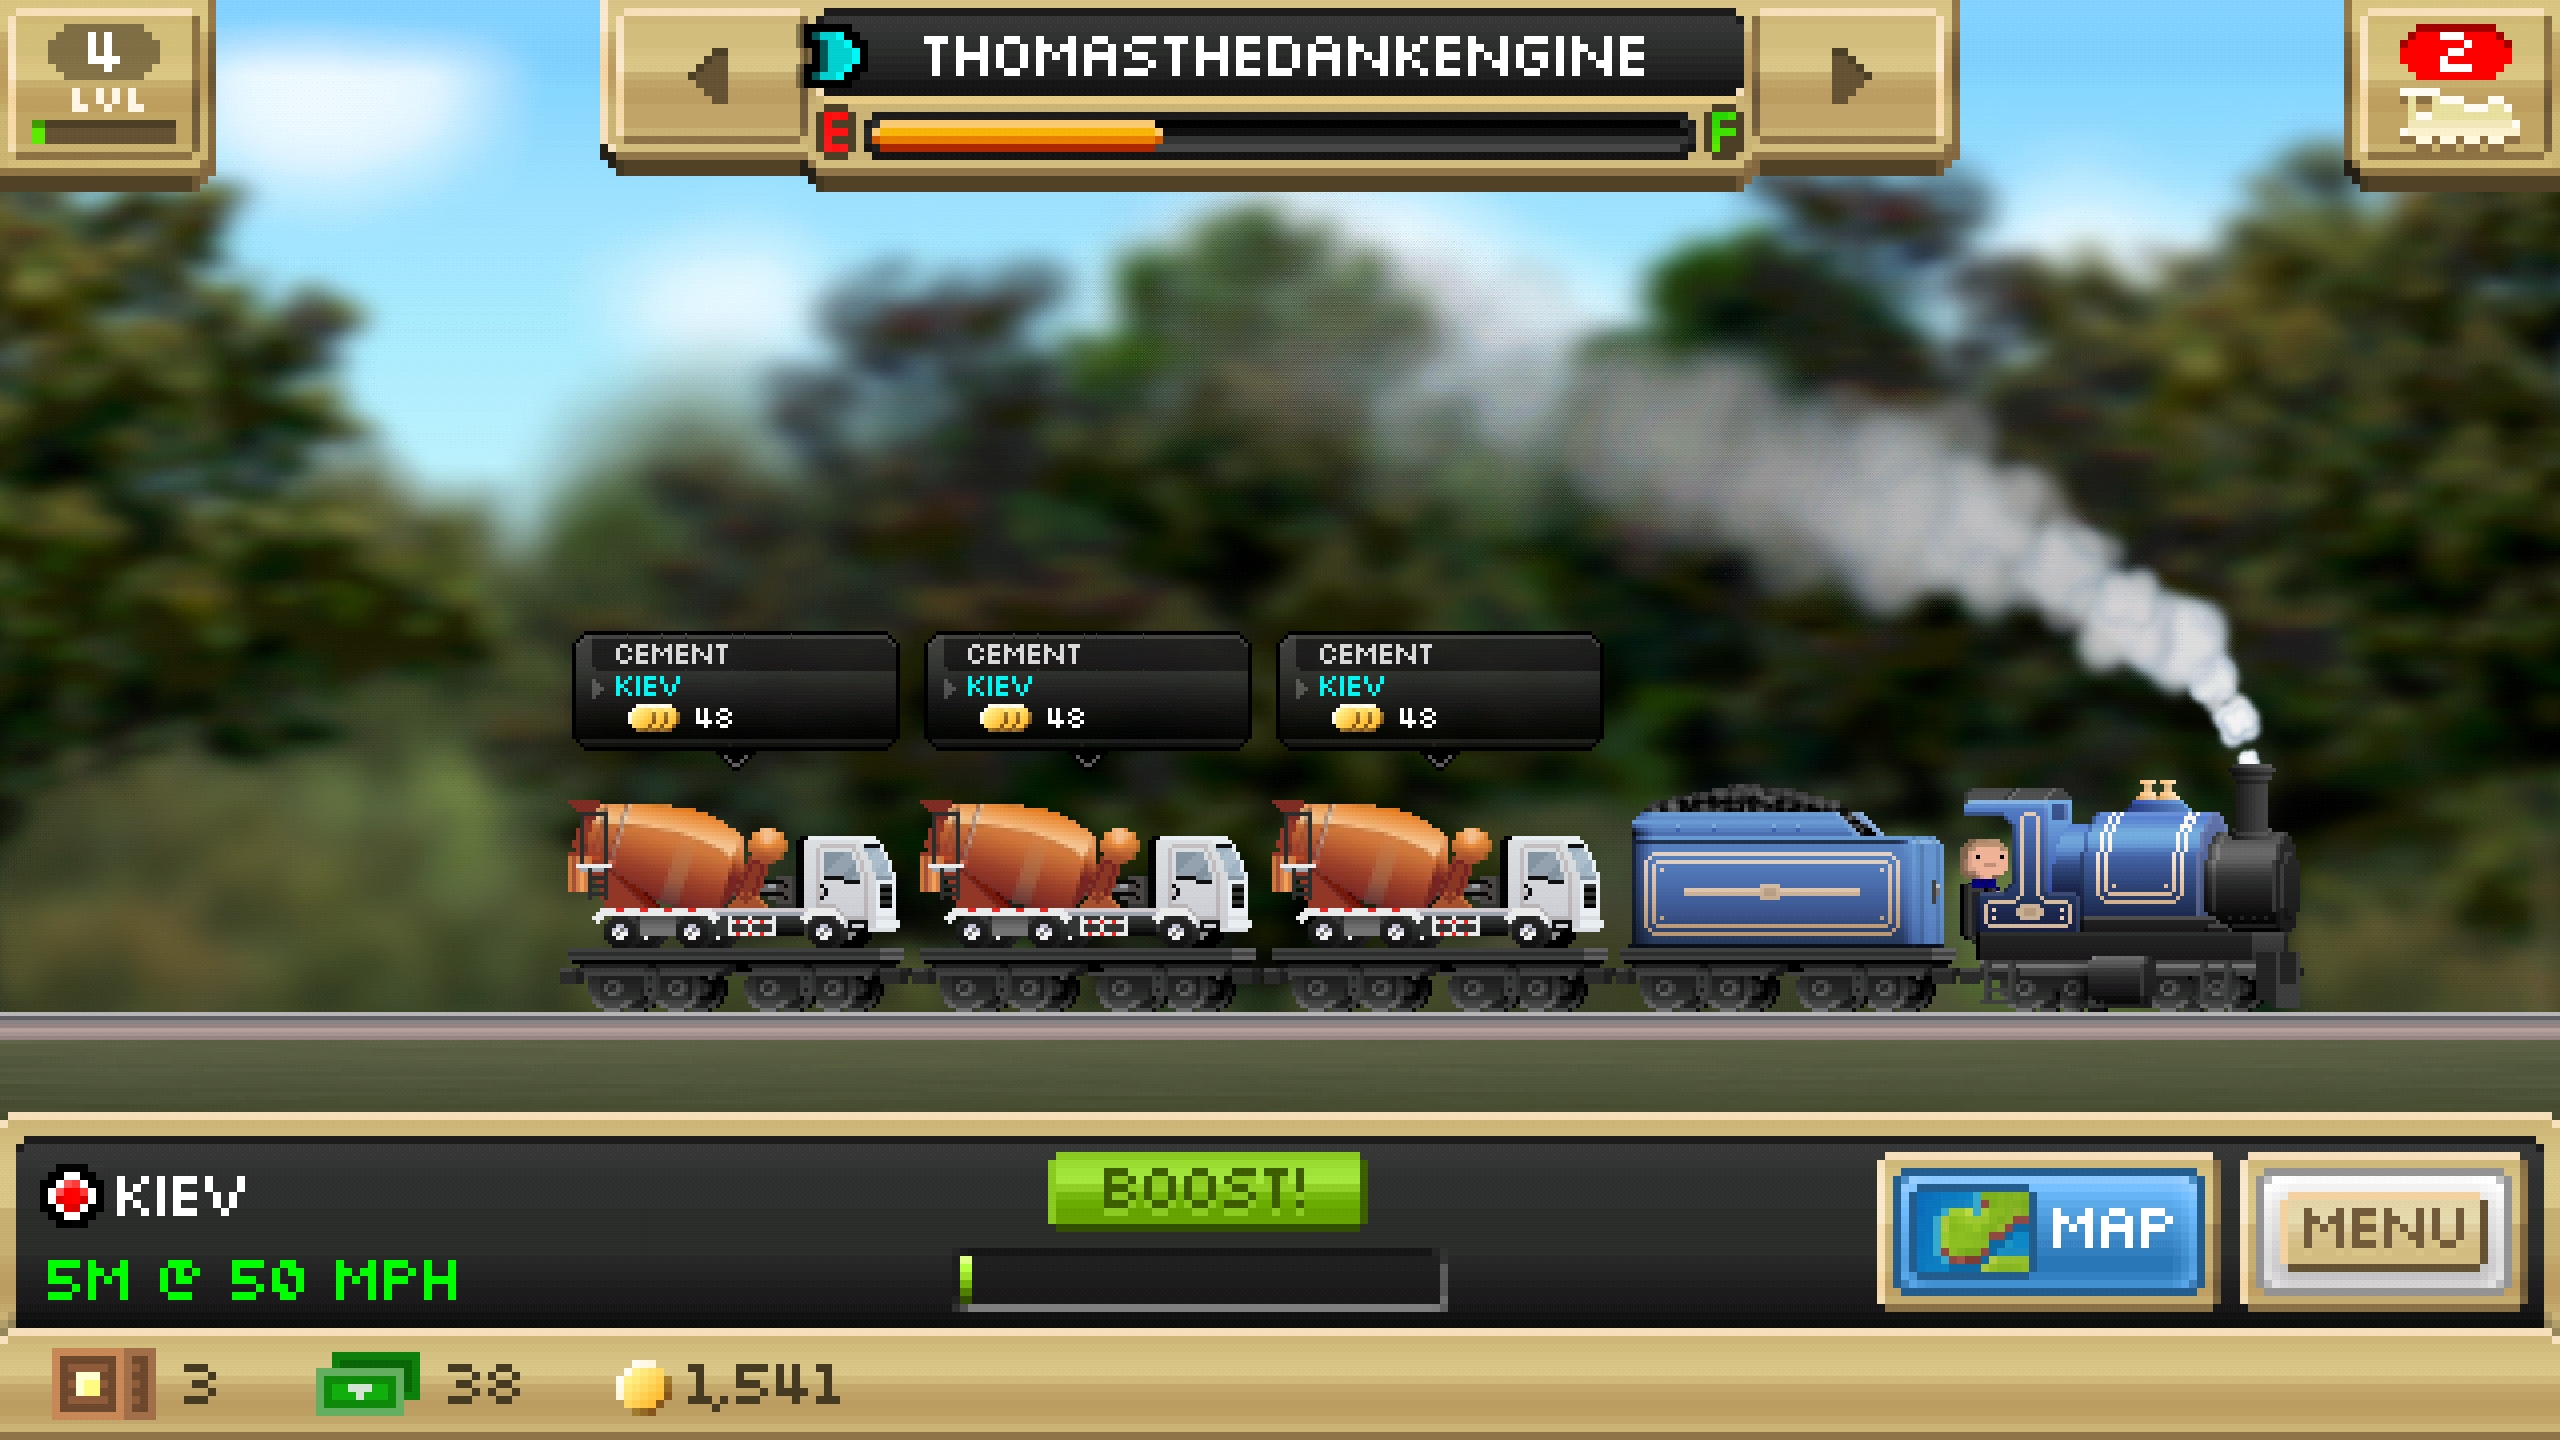 4
LVL
THOMASTHEDANKENGINE
E F
2
CEMENT
KIEV
48
CEMENT
KIEV
48
CEMENT
KIEV
48
KIEV
5M @ 50 MPH
BOOST!
MAP
MENU
3
38
1,541